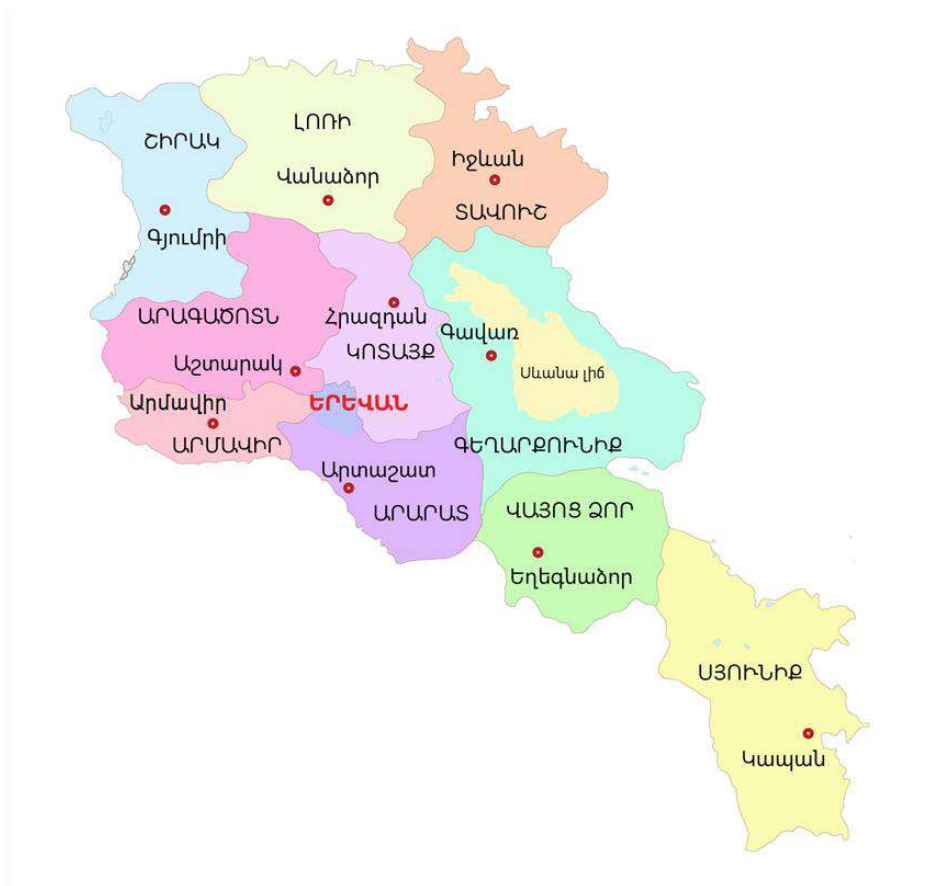 ՇԻՐԱԿ
Գյումրի
ԼՈՌԻ
Վանաձոր
Իջևան
ՏԱՎՈՒՇ
ԱՐԱԳԱԾՈՏՆ
Աշտարակ
Հրազդան
ԿՈՏԱՅՔ
Գավառ
Սևանա լիճ
ԳԵՂԱՐՔՈՒՆԻՔ
Արմավիր
ԱՐՄԱՎԻՐ
ԵՐԵՎԱՆ
Արտաշատ
ԱՐԱՐԱՏ
ՎԱՅՈՑ ՁՈՐ
Եղեգնաձոր
ՍՅՈՒՆԻՔ
Կապան